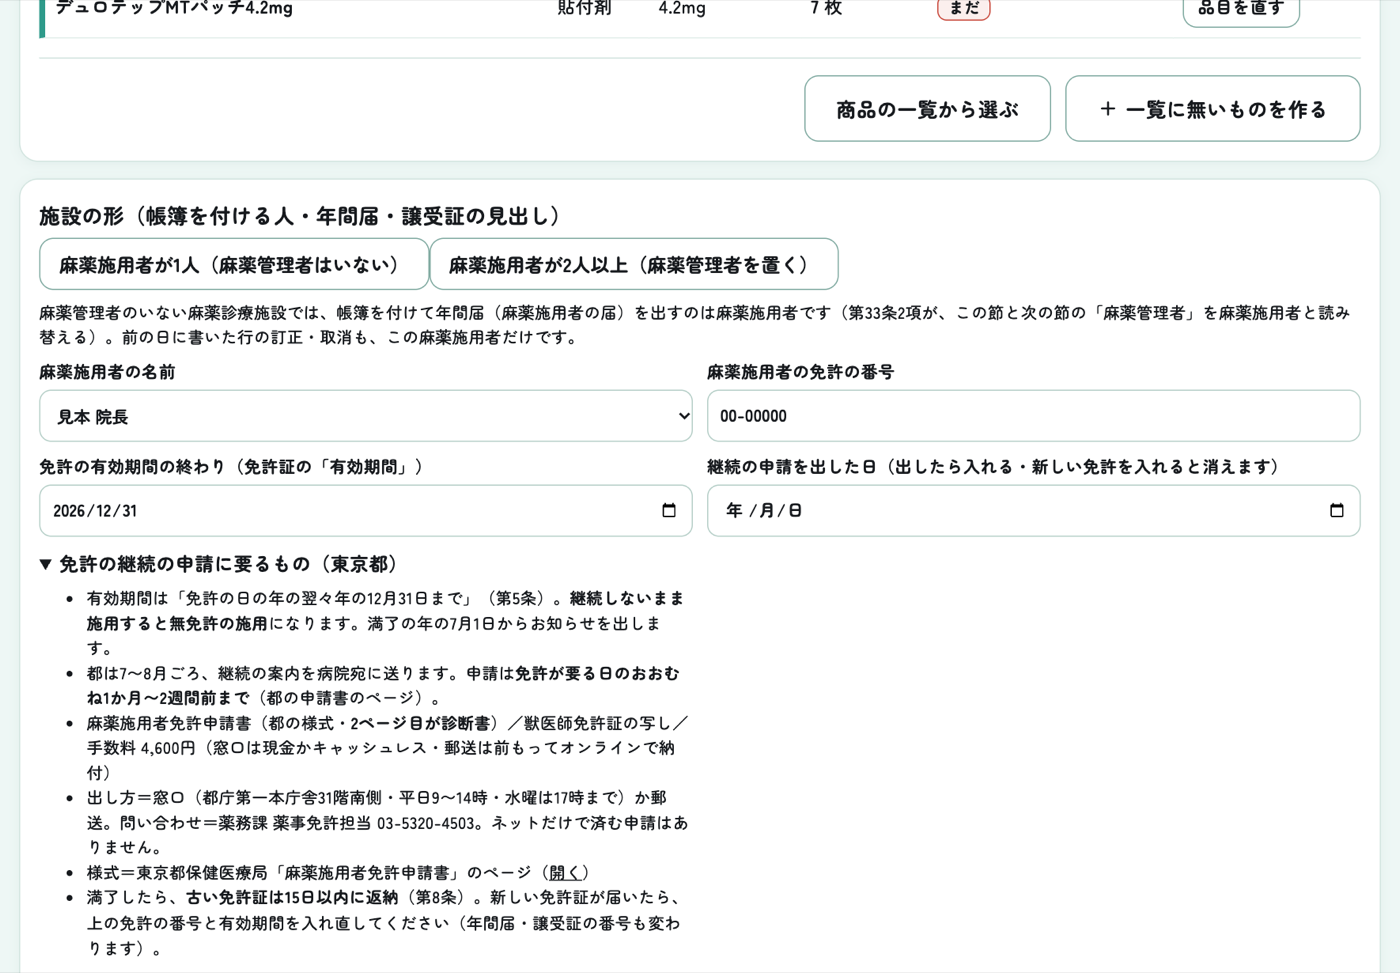 デュロテップMTパッチ4.2mg 貼付剤 4.2mg 7 枚 まだ 品目を直す
商品の一覧から選ぶ ＋ 一覧に無いものを作る
施設の形（帳簿を付ける人・年間届・譲受証の見出し）
麻薬施用者が1人（麻薬管理者はいない） 麻薬施用者が2人以上（麻薬管理者を置く）
麻薬管理者のいない麻薬診療施設では、帳簿を付けて年間届（麻薬施用者の届）を出すのは麻薬施用者です（第33条2項が、この節と次の節の「麻薬管理者」を麻薬施用者と読み
替える）。前の日に書いた行の訂正・取消も、この麻薬施用者だけです。
麻薬施用者の名前 麻薬施用者の免許の番号
見本 院長 00-00000
免許の有効期間の終わり（免許証の「有効期間」） 継続の申請を出した日（出したら入れる・新しい免許を入れると消えます）
2026/12/31 年 /月/日
▼ 免許の継続の申請に要るもの（東京都）
• 有効期間は「免許の日の年の翌々年の12月31日まで」（第5条）。継続しないまま
施用すると無免許の施用になります。満了の年の7月1日からお知らせを出しま
す。
• 都は7〜8月ごろ、継続の案内を病院宛に送ります。申請は免許が要る日のおおむ
ね1か月〜2週間前まで（都の申請書のページ）。
• 麻薬施用者免許申請書（都の様式・2ページ目が診断書）／獣医師免許証の写し／
手数料 4,600円（窓口は現金かキャッシュレス・郵送は前もってオンラインで納
付）
• 出し方＝窓口（都庁第一本庁舎31階南側・平日9〜14時・水曜は17時まで）か郵
送。問い合わせ＝薬務課 薬事免許担当 03-5320-4503。ネットだけで済む申請はあ
りません。
• 様式＝東京都保健医療局「麻薬施用者免許申請書」のページ（開く）
• 満了したら、古い免許証は15日以内に返納（第8条）。新しい免許証が届いたら、
上の免許の番号と有効期間を入れ直してください（年間届・譲受証の番号も変わ
ります）。